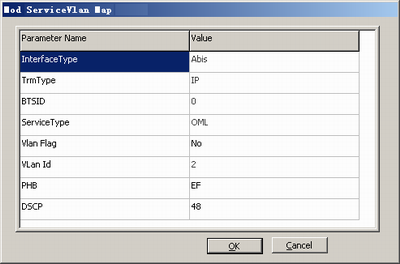 Mod ServiceVlan Map
Parameter Name Value
InterfaceType Abis
TrmType IP
BTSID 0
ServiceType OML
Vlan Flag No
VLan Id 2
PHB EF
DSCP 48
OK Cancel